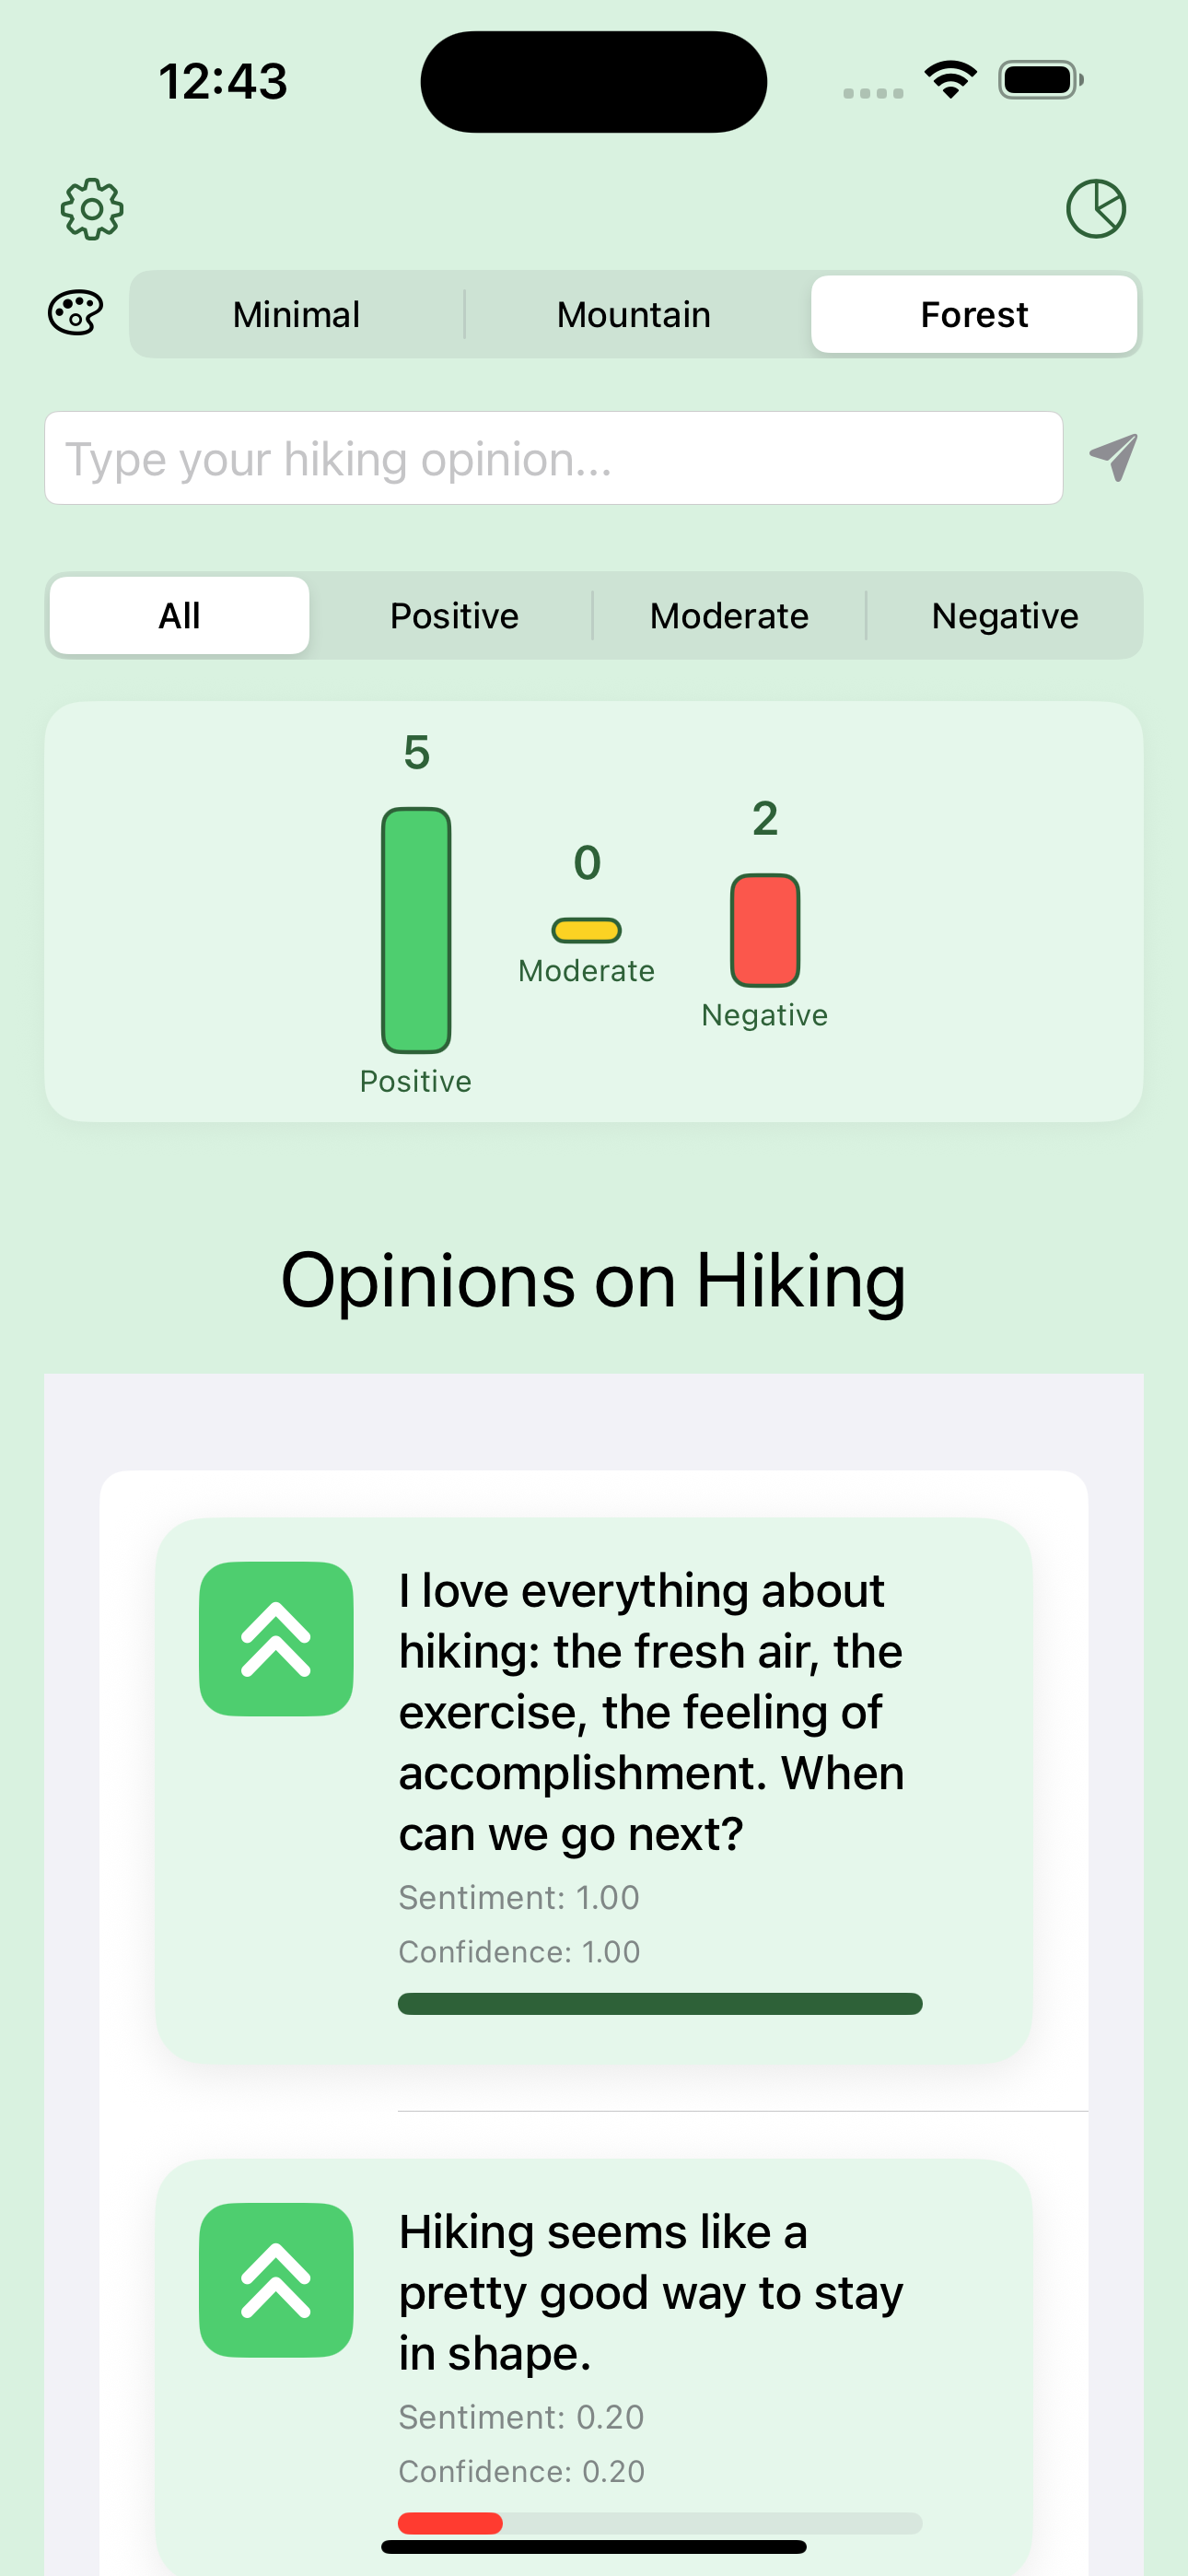 12:43
Minimal
Mountain
Forest
Type your hiking opinion...
All
Positive
Moderate
Negative
5
0
2
Moderate
Negative
Positive
Opinions on Hiking
I love everything about
hiking: the fresh air, the
exercise, the feeling of
accomplishment. When
can we go next?
Sentiment: 1.00
Confidence: 1.00
Hiking seems like a
pretty good way to stay
in shape.
Sentiment: 0.20
Confidence: 0.20